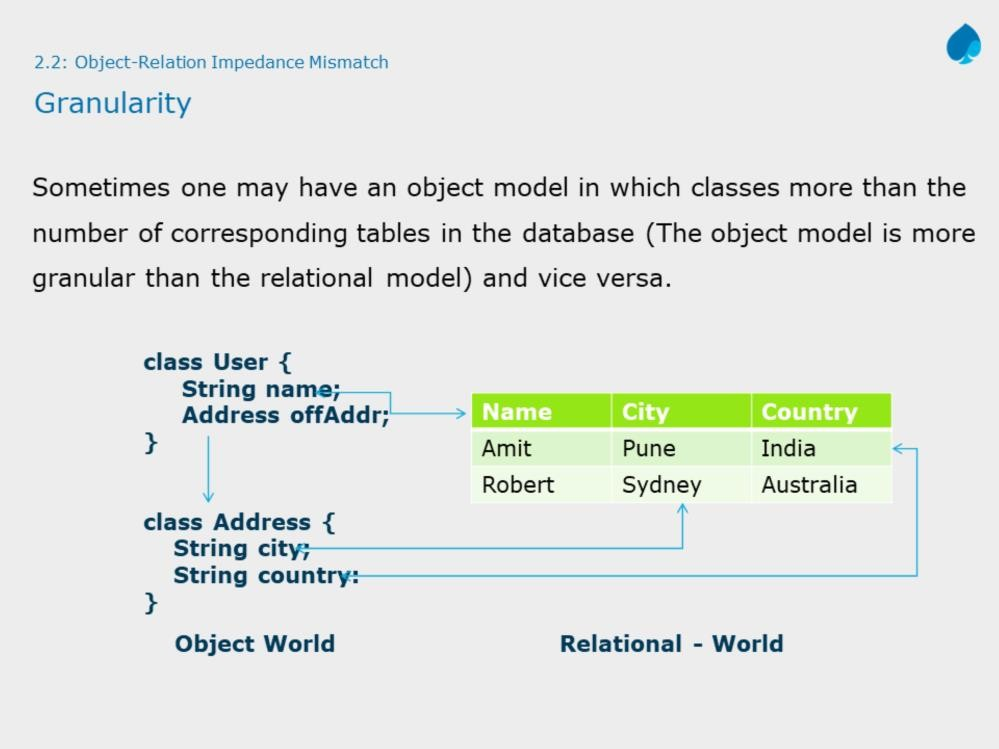 2.2: Object-Relation Impedance Mismatch
Granularity
Sometimes one may have an object model in which classes more than the
number of corresponding tables in the database (The object model is more
granular than the relational model) and vice versa.
class User {
String name;
Address offAddr;
}
class Address {
String city;
String country:
}
Object World
Name City Country
Amit Pune India
Robert Sydney Australia
Relational - World